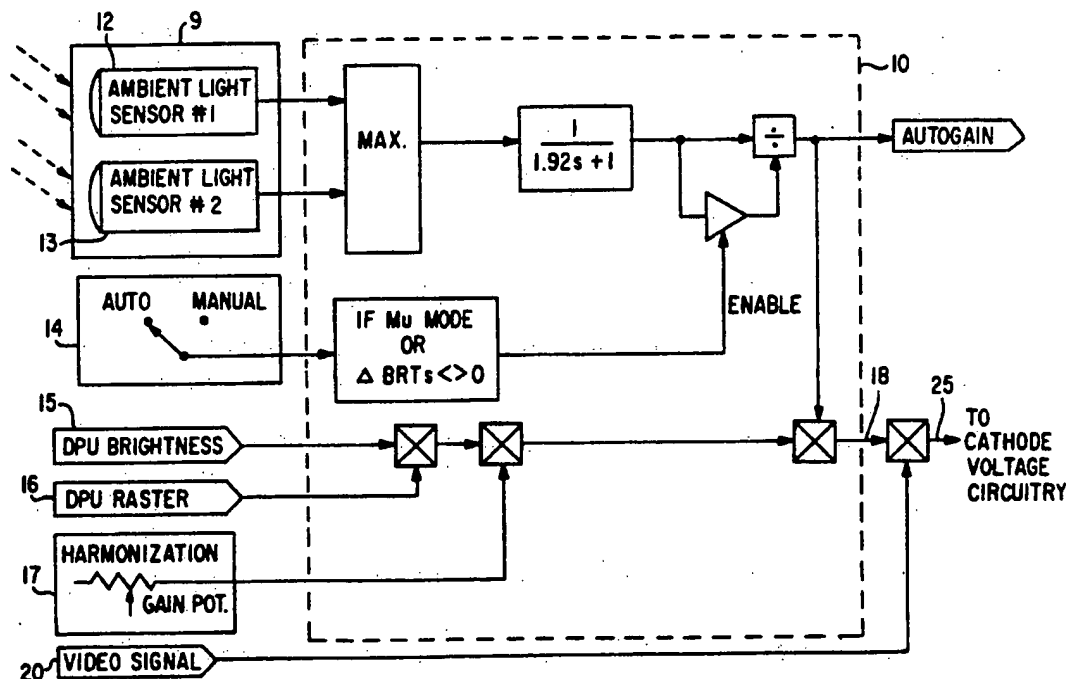 12
9
10
AMBIENT LIGHT
SENSOR #1
MAX.
1
1.92s+1
÷
AUTOGAIN
AMBIENT LIGHT
SENSOR #2
13
AUTO MANUAL
14
IF Mu MODE
OR
Δ BRTs<>0
ENABLE
15
DPU BRIGHTNESS
18
25
TO
CATHODE
VOLTAGE
CIRCUITRY
16
DPU RASTER
HARMONIZATION
17
GAIN POT.
20
VIDEO SIGNAL